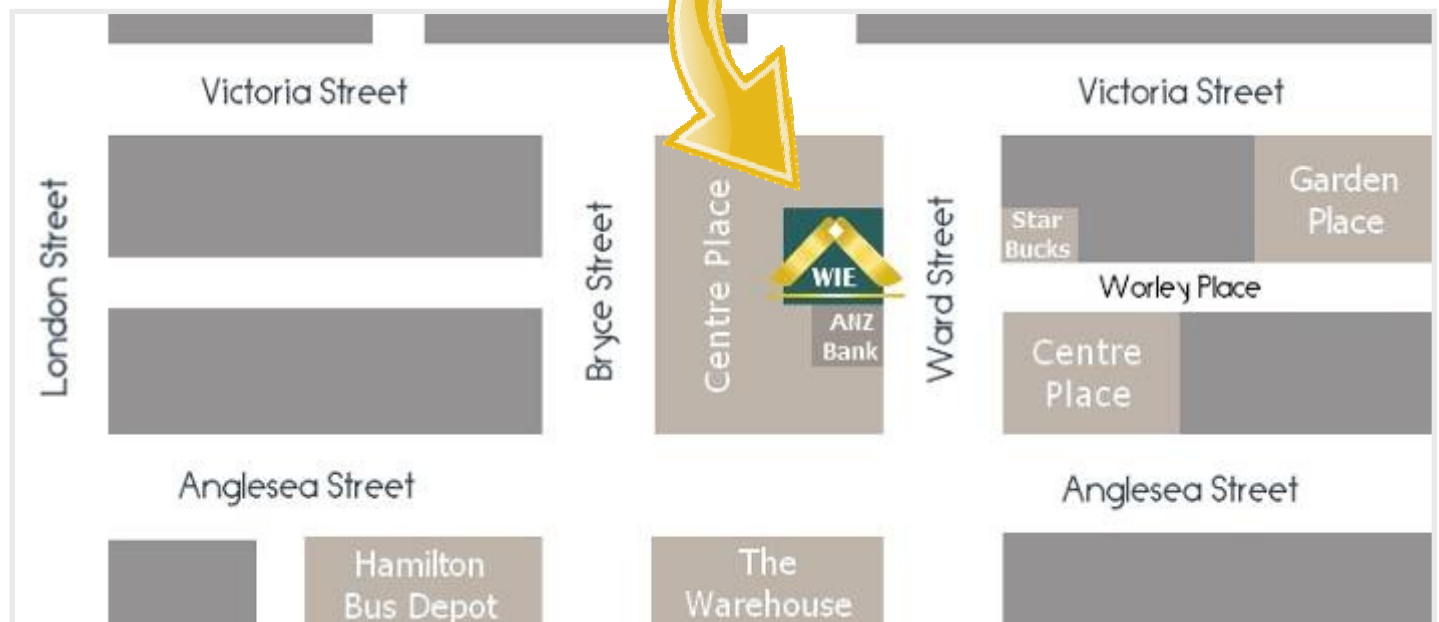 Victoria Street
Victoria Street
London Street
Bryce Street
Centre Place
WIE
ANZ
Bank
Ward Street
Star
Bucks
Garden
Place
Worley Place
Centre
Place
Anglesea Street
Anglesea Street
Hamilton
Bus Depot
The
Warehouse